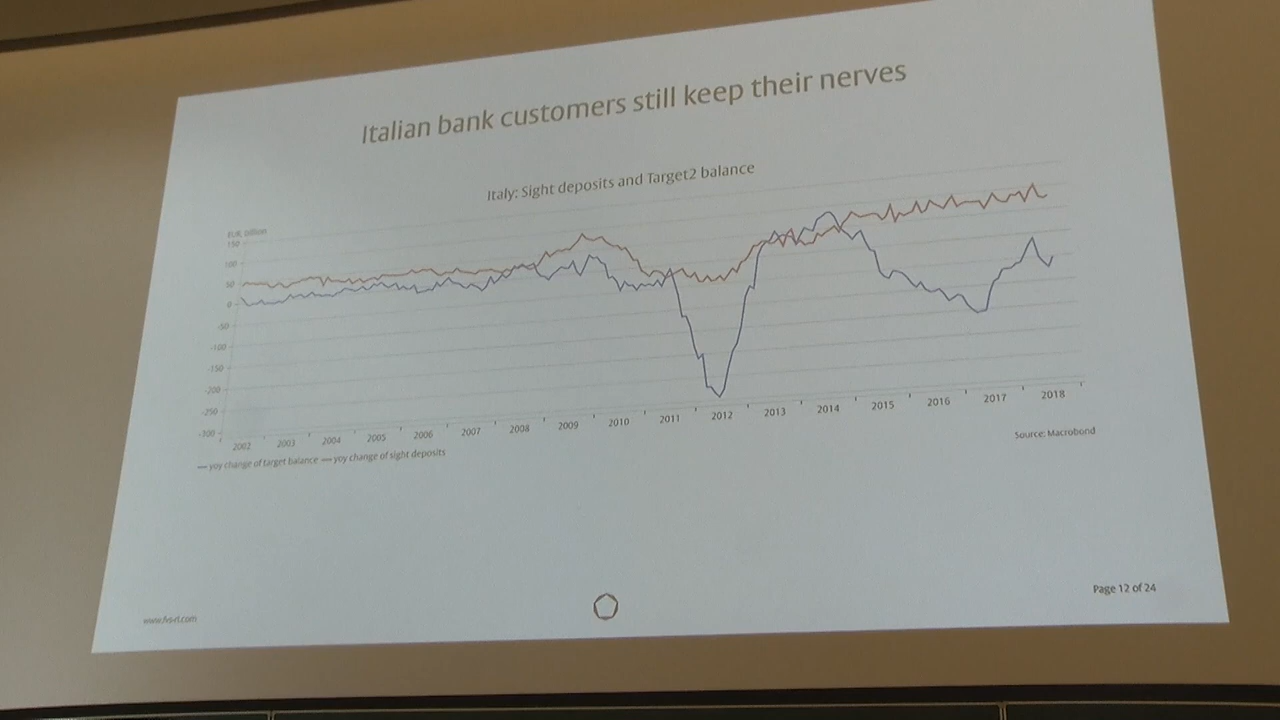 Italian bank customers still keep their nerves
Italy: Sight deposits and Target2 balance
EUR, billion
150
100
50
0
-50
-100
-150
-200
-250
-300
2002 2003 2004 2005 2006 2007 2008 2009 2010 2011 2012 2013 2014 2015 2016 2017 2018
yoy change of target balance yoy change of sight deposits
Source: Macrobond
Page 12 of 24